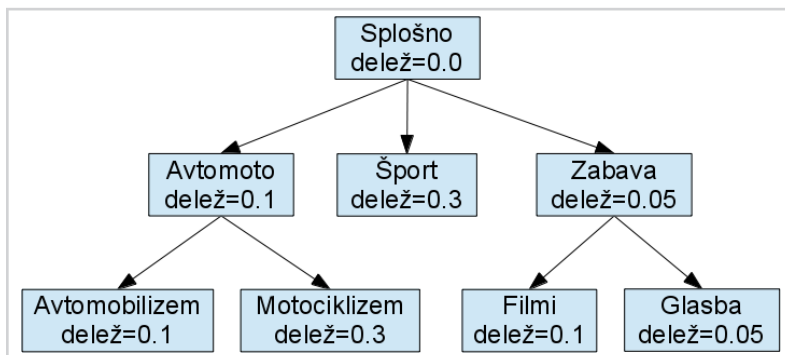 Splošno
delež=0.0
Avtomoto
delež=0.1
Šport
delež=0.3
Zabava
delež=0.05
Avtomobilizem
delež=0.1
Motociklizem
delež=0.3
Filmi
delež=0.1
Glasba
delež=0.05